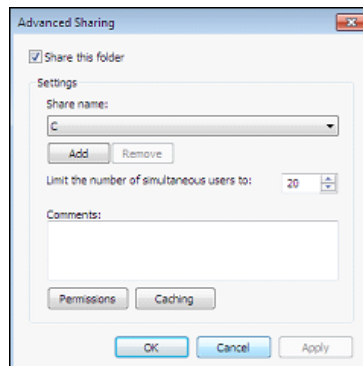 Advanced Sharing
Share this folder
Settings
Share name:
C
Add Remove
Limit the number of simultaneous users to: 20
Comments:
Permissions Caching
OK Cancel Apply